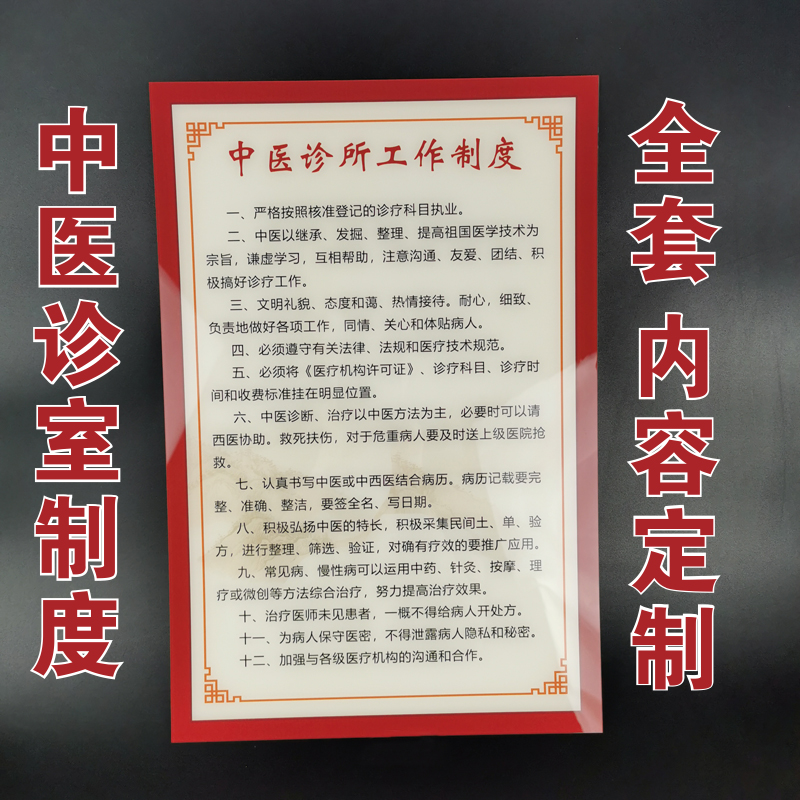 中医诊室制度
中医诊所工作制度
一、严格按照核准登记的诊疗科目执业。
二、中医以继承、发掘、整理、提高祖国医学技术为
宗旨，谦虚学习，互相帮助，注意沟通、友爱、团结、积
极搞好诊疗工作。
三、文明礼貌、态度和蔼、热情接待。耐心，细致、
负责地做好各项工作，同情、关心和体贴病人。
四、必须遵守有关法律、法规和医疗技术规范。
五、必须将《医疗机构许可证》、诊疗科目、诊疗时
间和收费标准挂在明显位置。
六、中医诊断、治疗以中医方法为主，必要时可以请
西医协助。救死扶伤，对于危重病人要及时送上级医院抢
救。
七、认真书写中医或中西医结合病历。病历记载要完
整、准确、整洁，要签全名、写日期。
八、积极弘扬中医的特长，积极采集民间土、单、验
方，进行整理、筛选、验证，对确有疗效的要推广应用。
九、常见病、慢性病可以运用中药、针灸、按摩、理
疗或微创等方法综合治疗，努力提高治疗效果。
十、治疗医师未见患者，一概不得给病人开处方。
十一、为病人保守医密，不得泄露病人隐私和秘密。
十二、加强与各级医疗机构的沟通和合作。
全套 内容定制